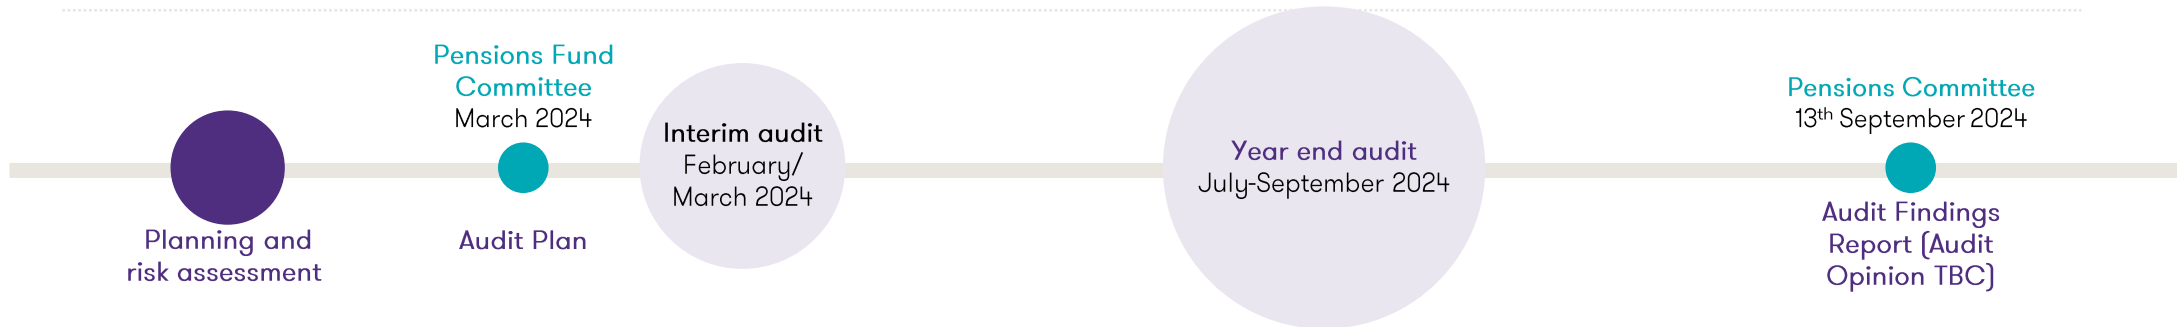 Planning and
risk assessment
Pensions Fund
Committee
March 2024
Audit Plan
Interim audit
February/
March 2024
Year end audit
July-September 2024
Pensions Committee
13th September 2024
Audit Findings
Report (Audit
Opinion TBC)